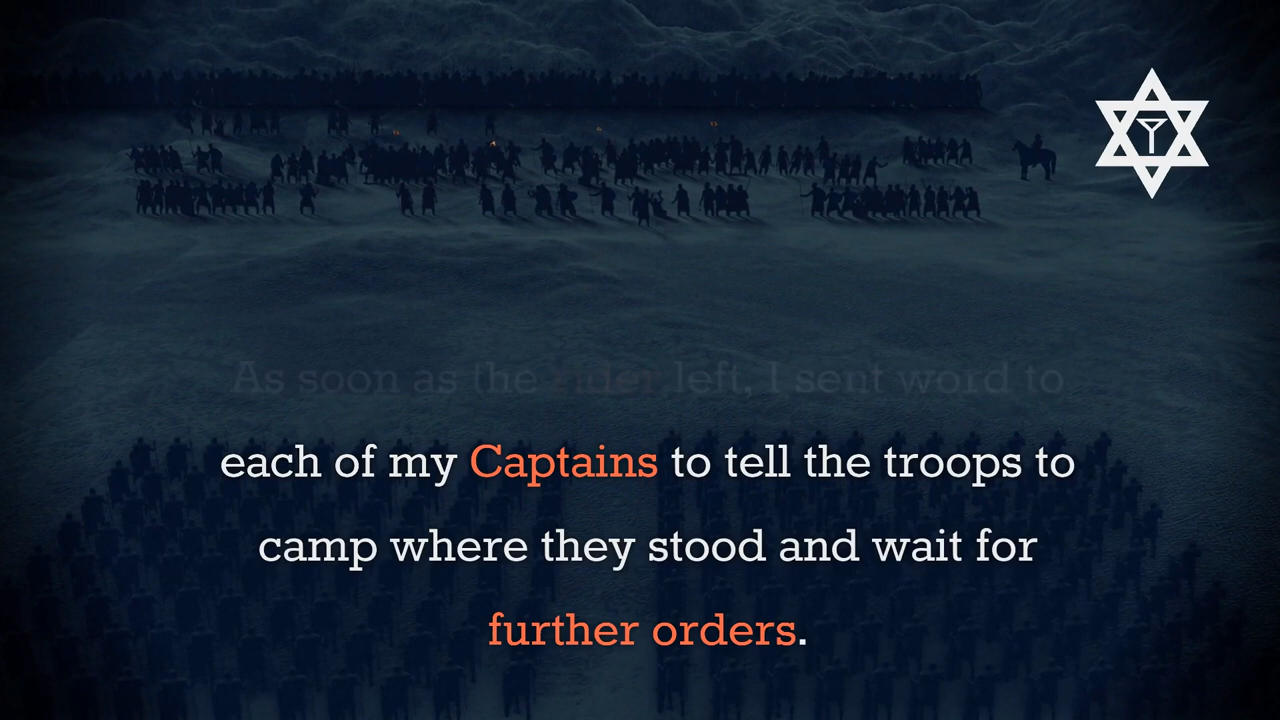 As soon as the rider left, I sent word to
each of my Captains to tell the troops to
camp where they stood and wait for
further orders.